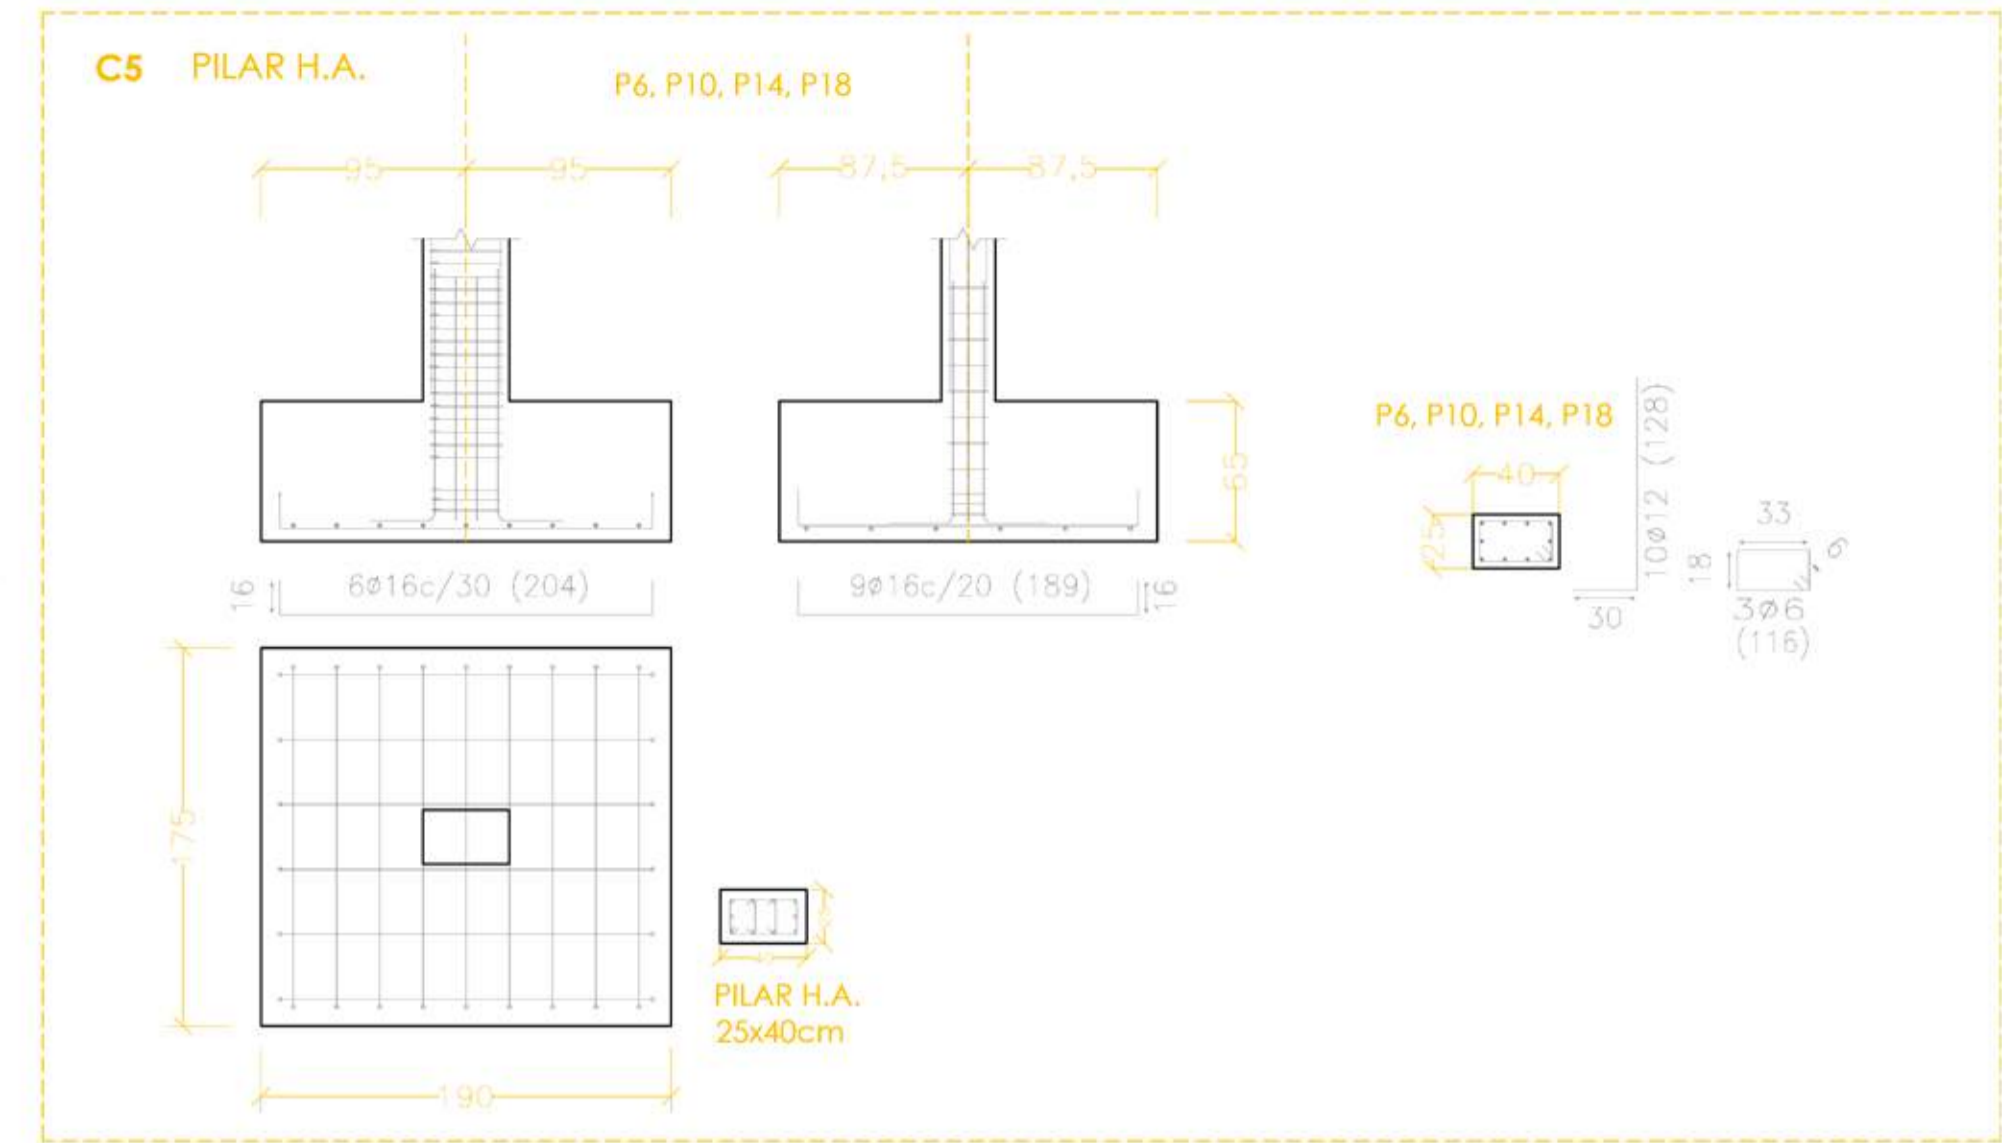 C5 PILAR H.A.
P6, P10, P14, P18
95 95
87,5 87,5
65
P6, P10, P14, P18
40
25
10ø12 (128)
30
33
18
6
3ø6
(116)
16
6ø16c/30 (204)
9ø16c/20 (189)
16
175
190
PILAR H.A.
25x40cm